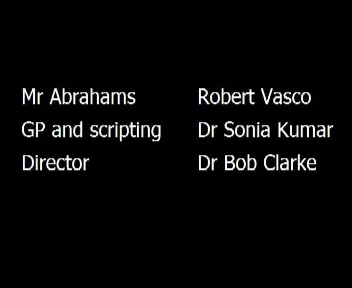 Mr Abrahams Robert Vasco
GP and scripting Dr Sonia Kumar
Director Dr Bob Clarke